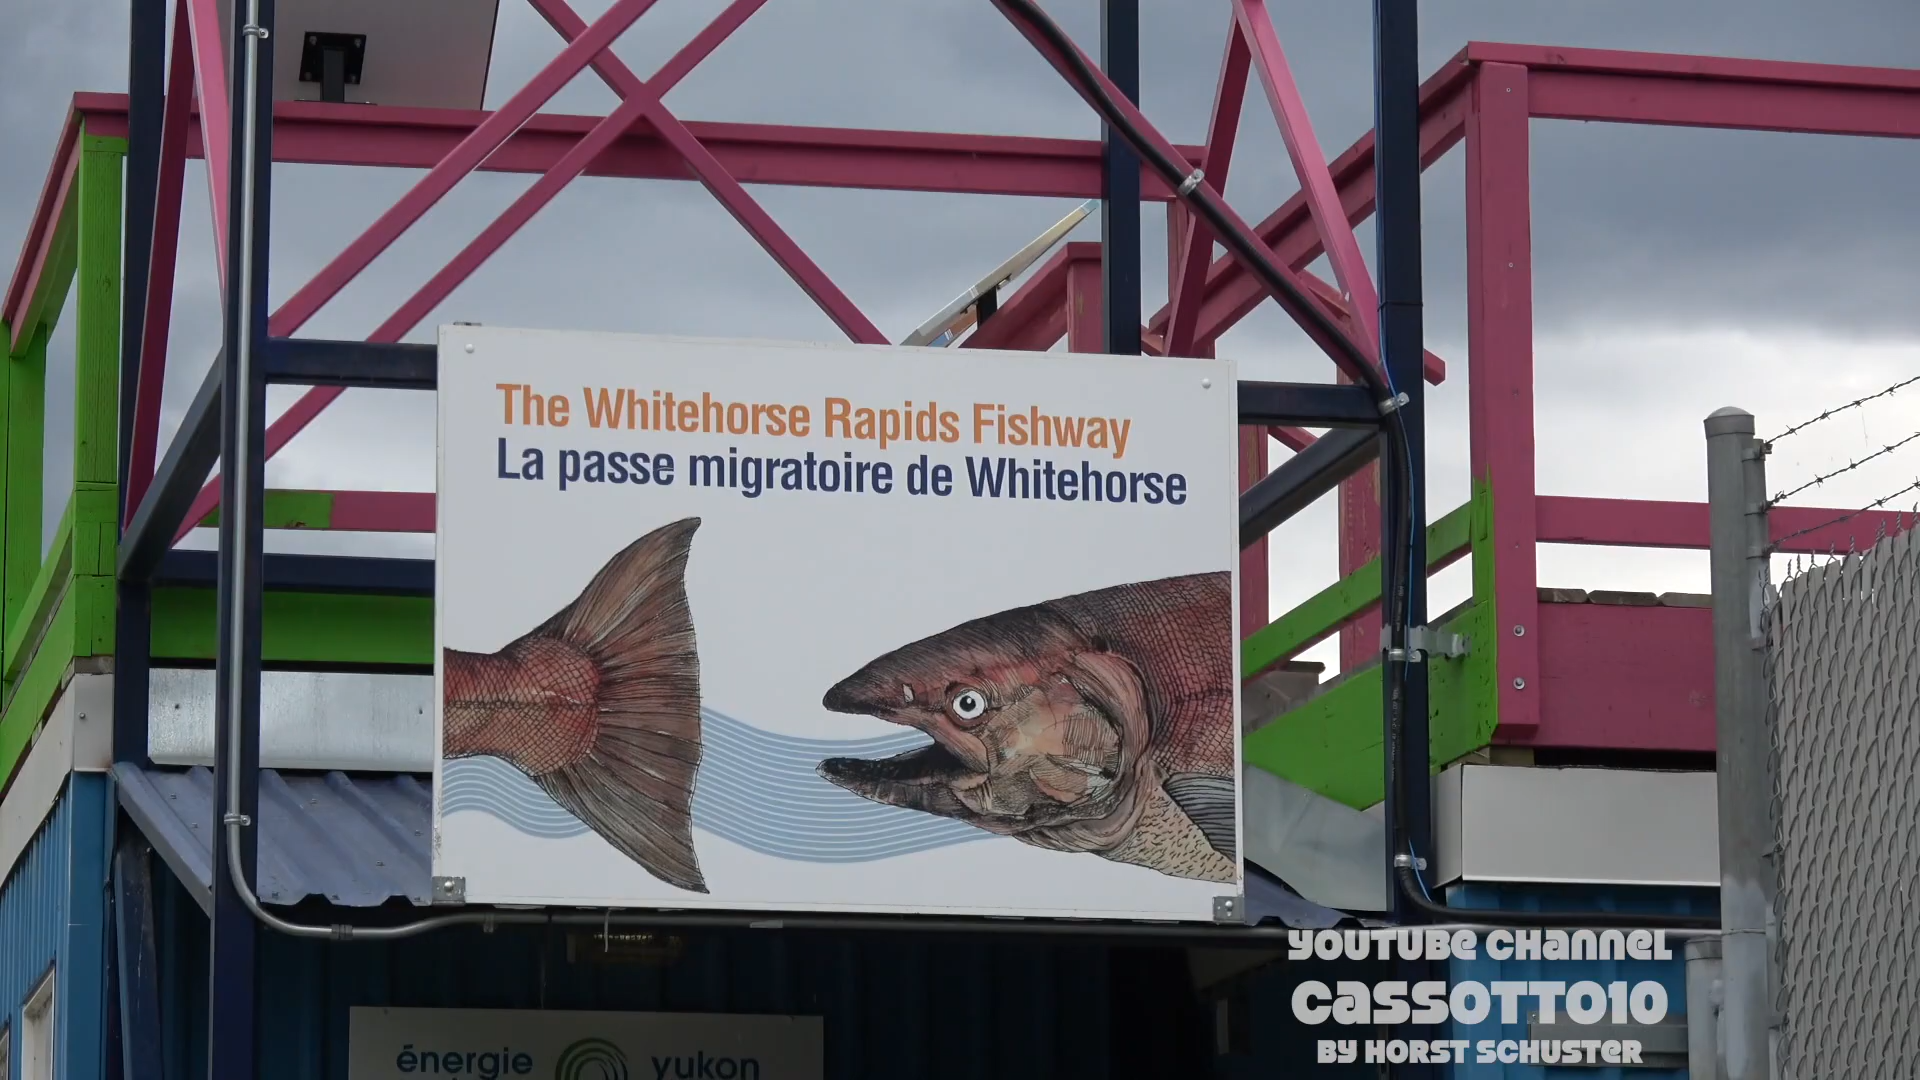 The Whitehorse Rapids Fishway
La passe migratoire de Whitehorse
énergie yukon
YOUTUBE CHANNEL
CASSOTTO10
BY HORST SCHUSTER